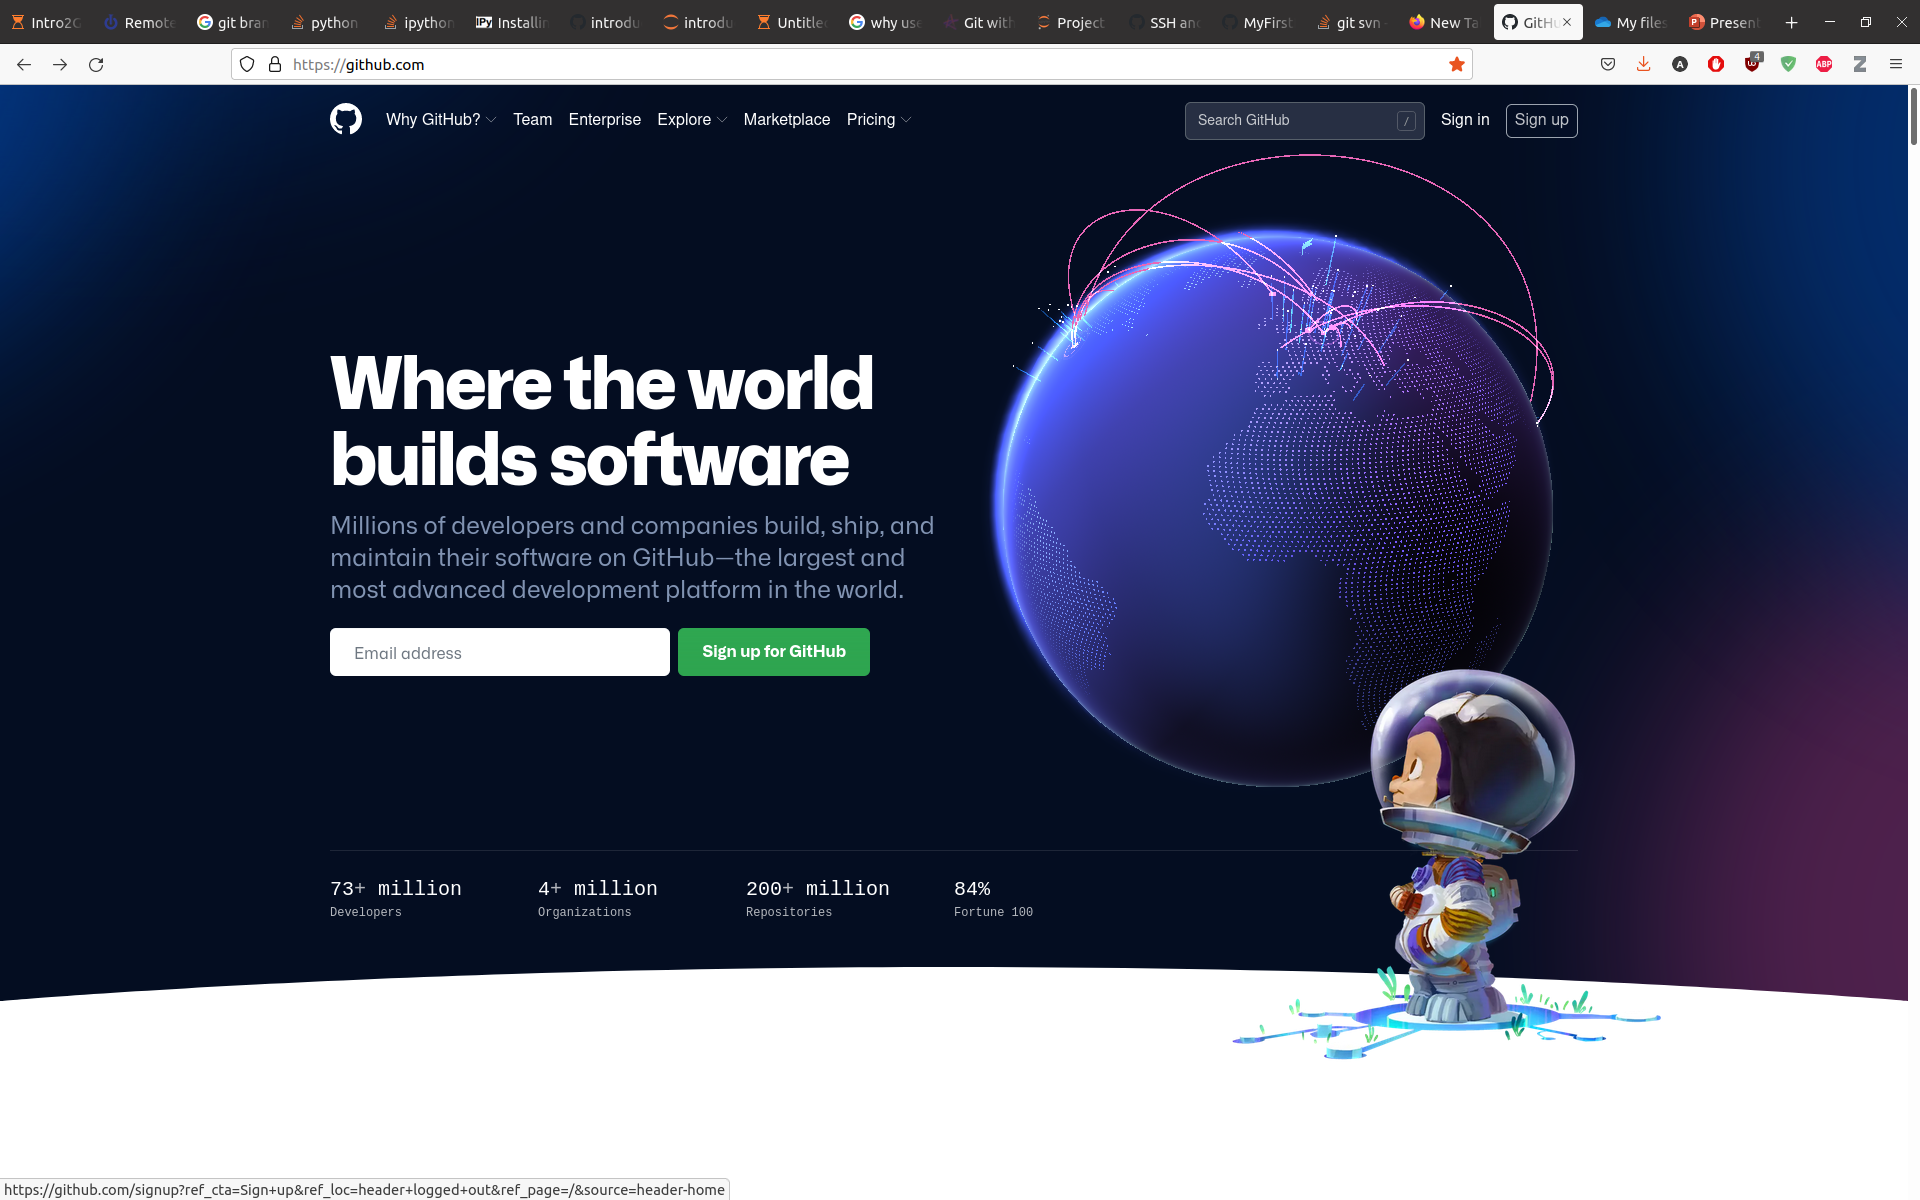 Intro2G
Remote
git bran
python
ipython
Installin
introdu
introdu
Untitled
why use
Git with
Project
SSH and
MyFirst
git svn
New Ta
GitHu
My files
Present
https://github.com
4
Why GitHub?
Team
Enterprise
Explore
Marketplace
Pricing
Search GitHub
/
Sign in
Sign up
Where the world
builds software
Millions of developers and companies build, ship, and
maintain their software on GitHub—the largest and
most advanced development platform in the world.
Email address
Sign up for GitHub
73+ million
4+ million
200+ million
84%
Developers
Organizations
Repositories
Fortune 100
https://github.com/signup?ref_cta=Sign+up&ref_loc=header+logged+out&ref_page=/&source=header-home